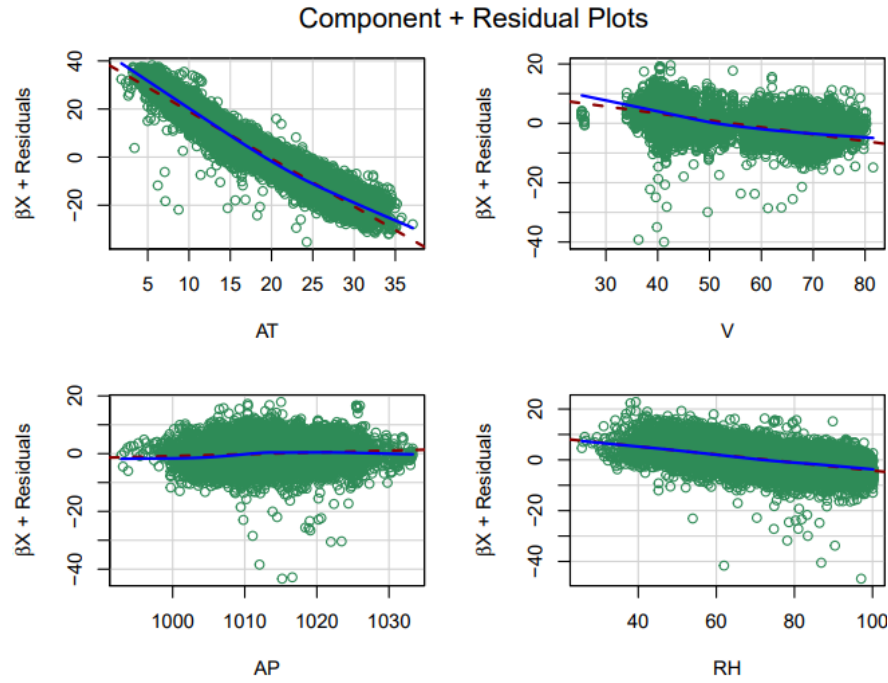 Component + Residual Plots
βX + Residuals
40
20
0
−20
5 10 15 20 25 30 35
AT
βX + Residuals
20
0
−20
−40
30 40 50 60 70 80
V
βX + Residuals
20
0
−20
−40
1000 1010 1020 1030
AP
βX + Residuals
20
0
−20
−40
40 60 80 100
RH